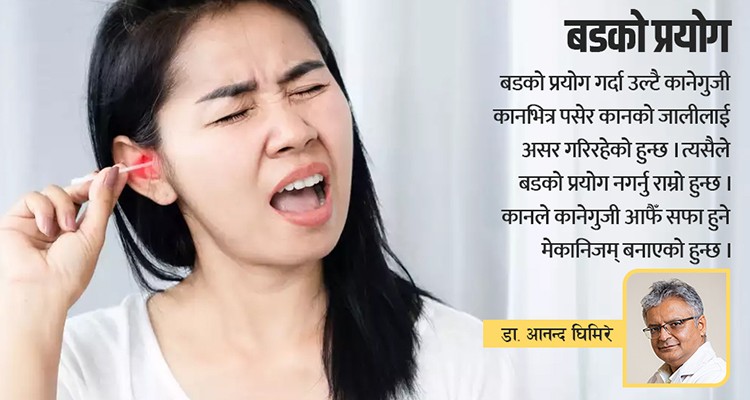 बडको प्रयोग
बडको प्रयोग गर्दा उल्टै कानेगुजी
कानभित्र पसेर कानको जालीलाई
असर गरिरहेको हुन्छ । त्यसैले
बडको प्रयोग नगर्नु राम्रो हुन्छ ।
कानले कानेगुजी आफैँ सफा हुने
मेकानिजम् बनाएको हुन्छ ।
डा. आनन्द घिमिरे